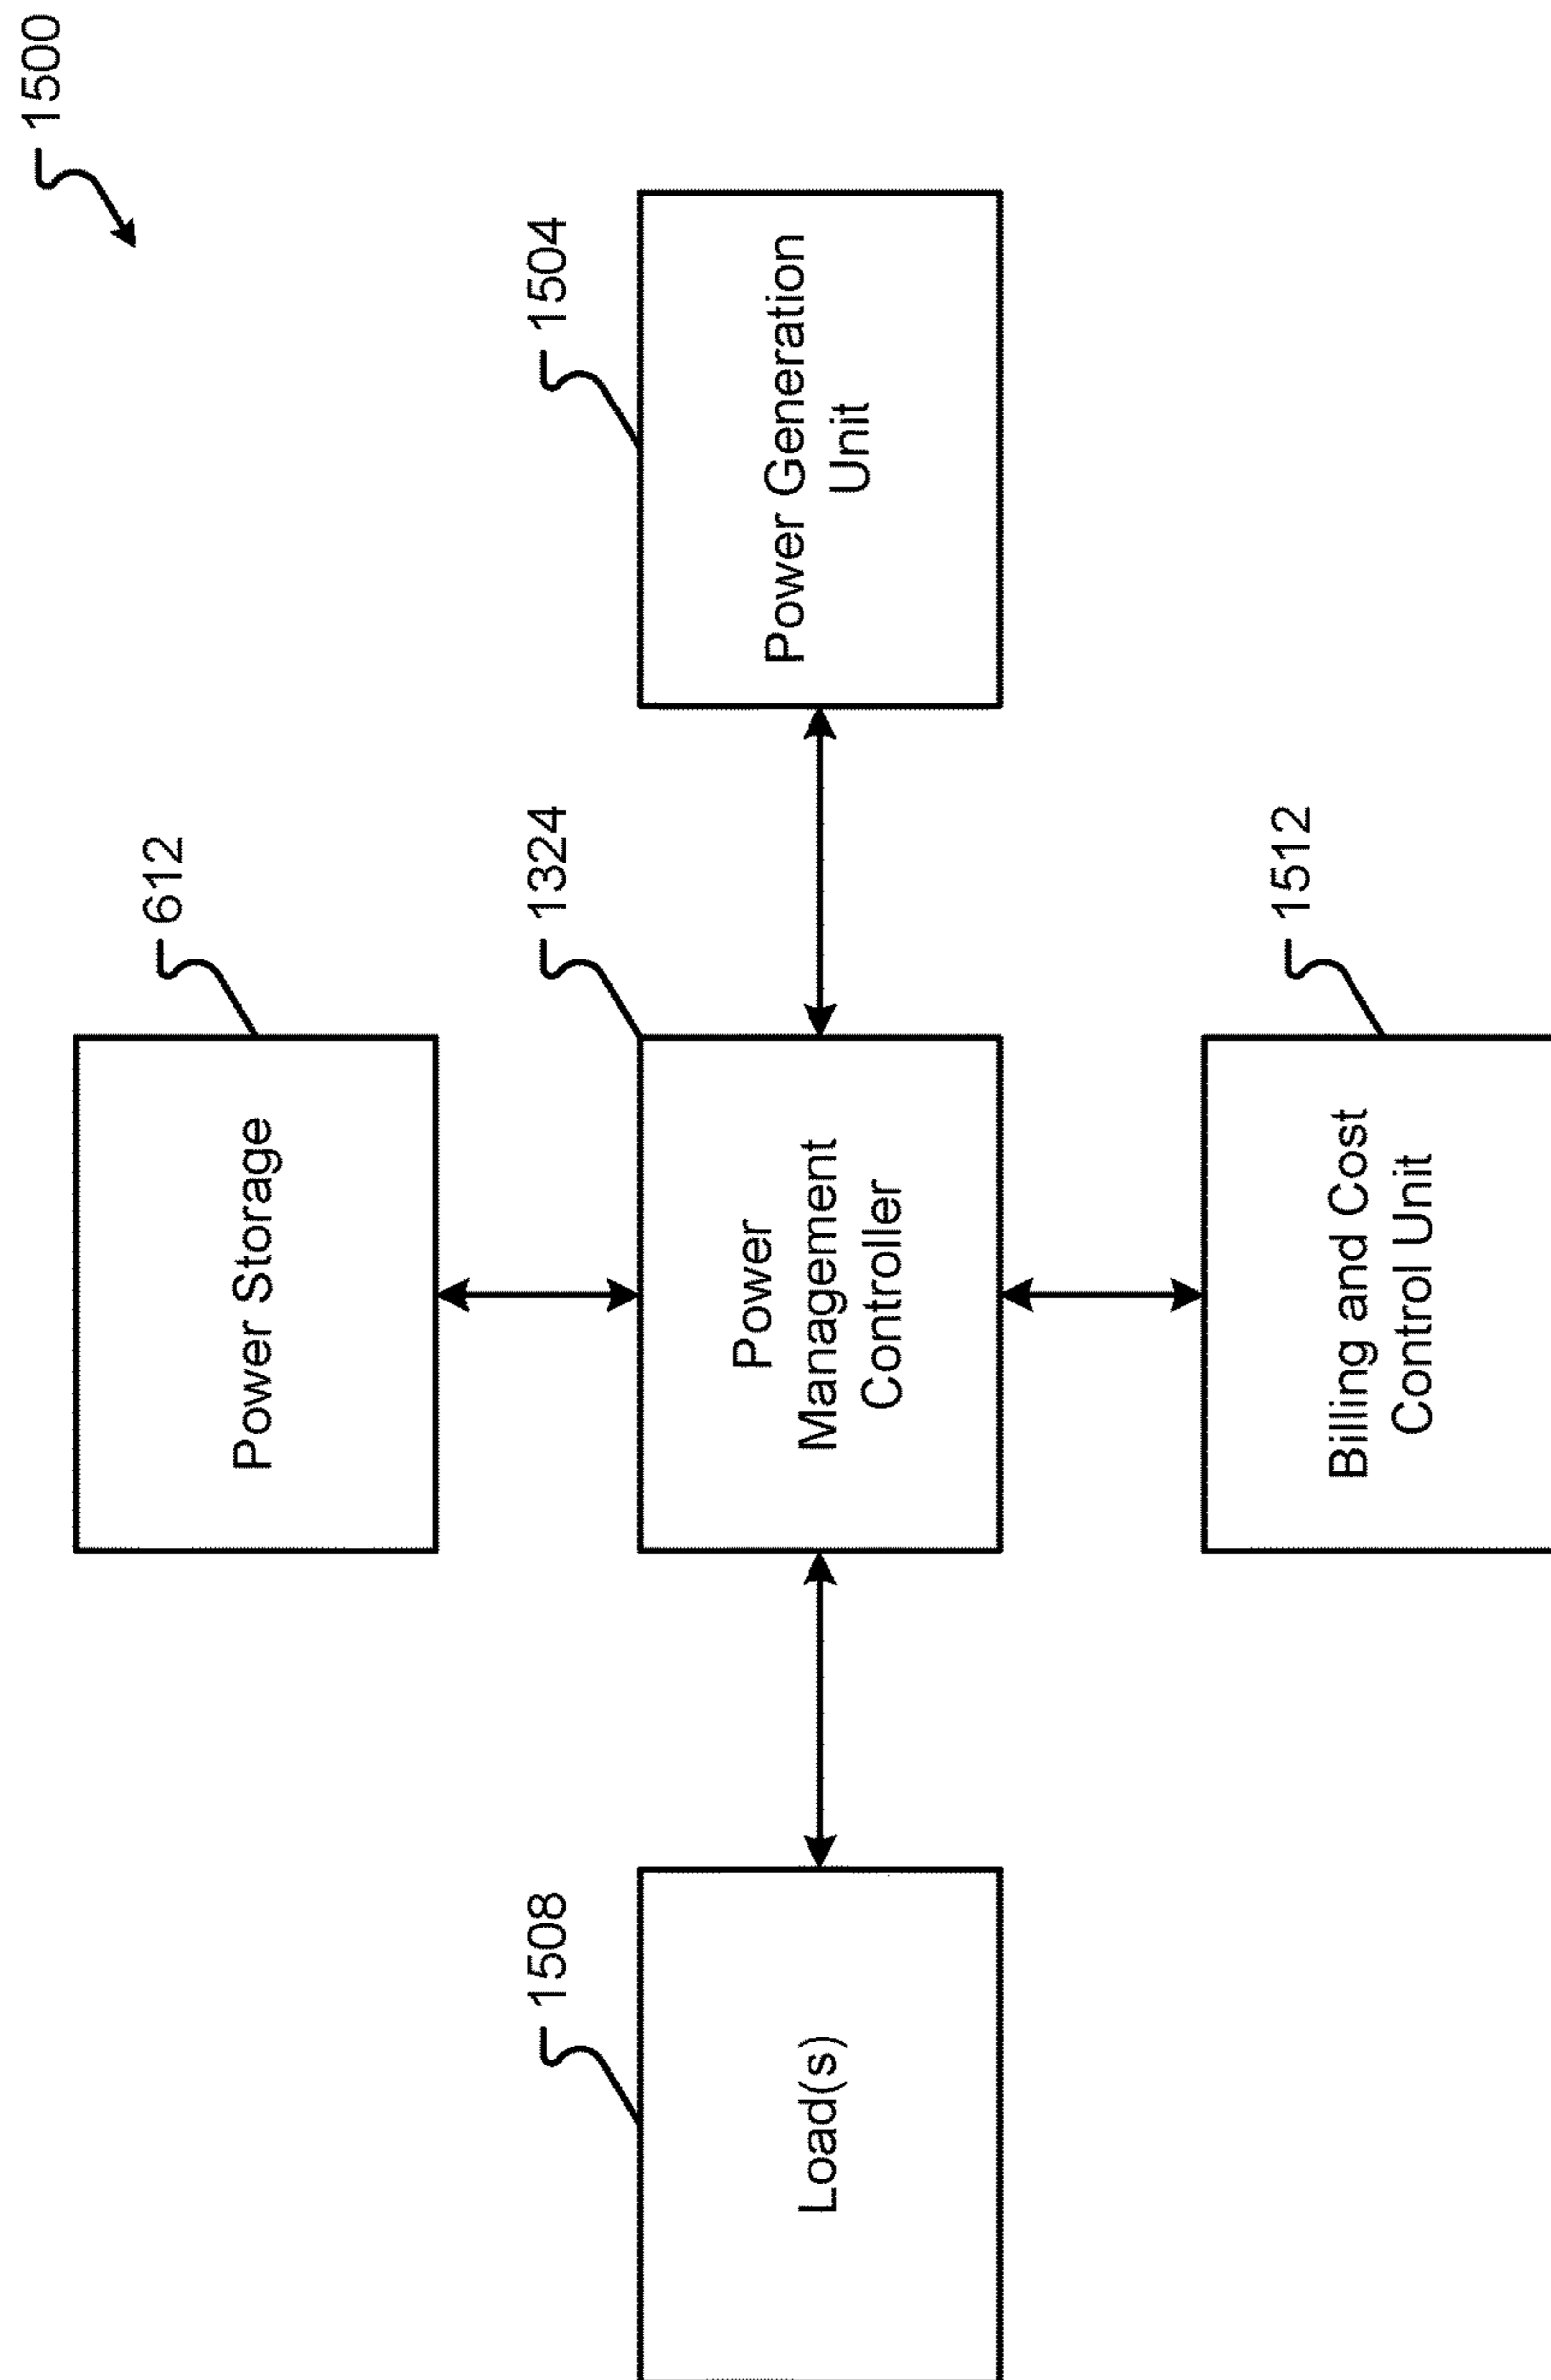 1500
612
Power Storage
1508
Load(s)
1324
Power
Management
Controller
1504
Power Generation
Unit
1512
Billing and Cost
Control Unit